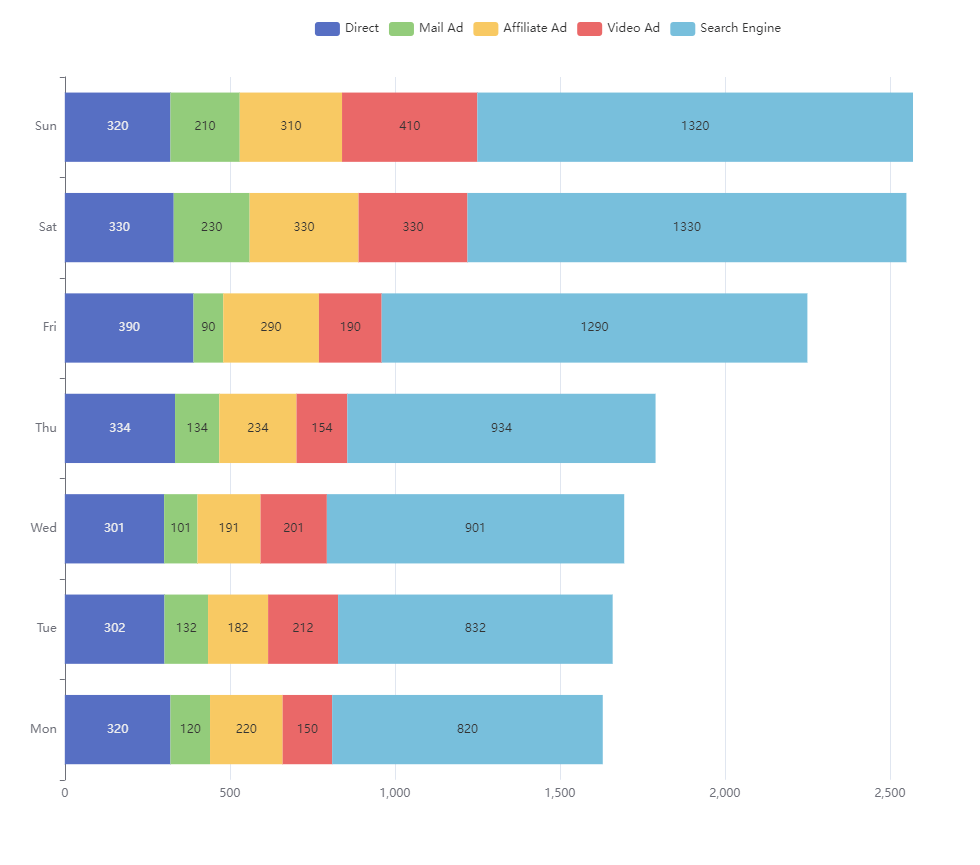 Direct Mail Ad Affiliate Ad Video Ad Search Engine
Sun 320 210 310 410 1320
Sat 330 230 330 330 1330
Fri 390 90 290 190 1290
Thu 334 134 234 154 934
Wed 301 101 191 201 901
Tue 302 132 182 212 832
Mon 320 120 220 150 820
0 500 1,000 1,500 2,000 2,500